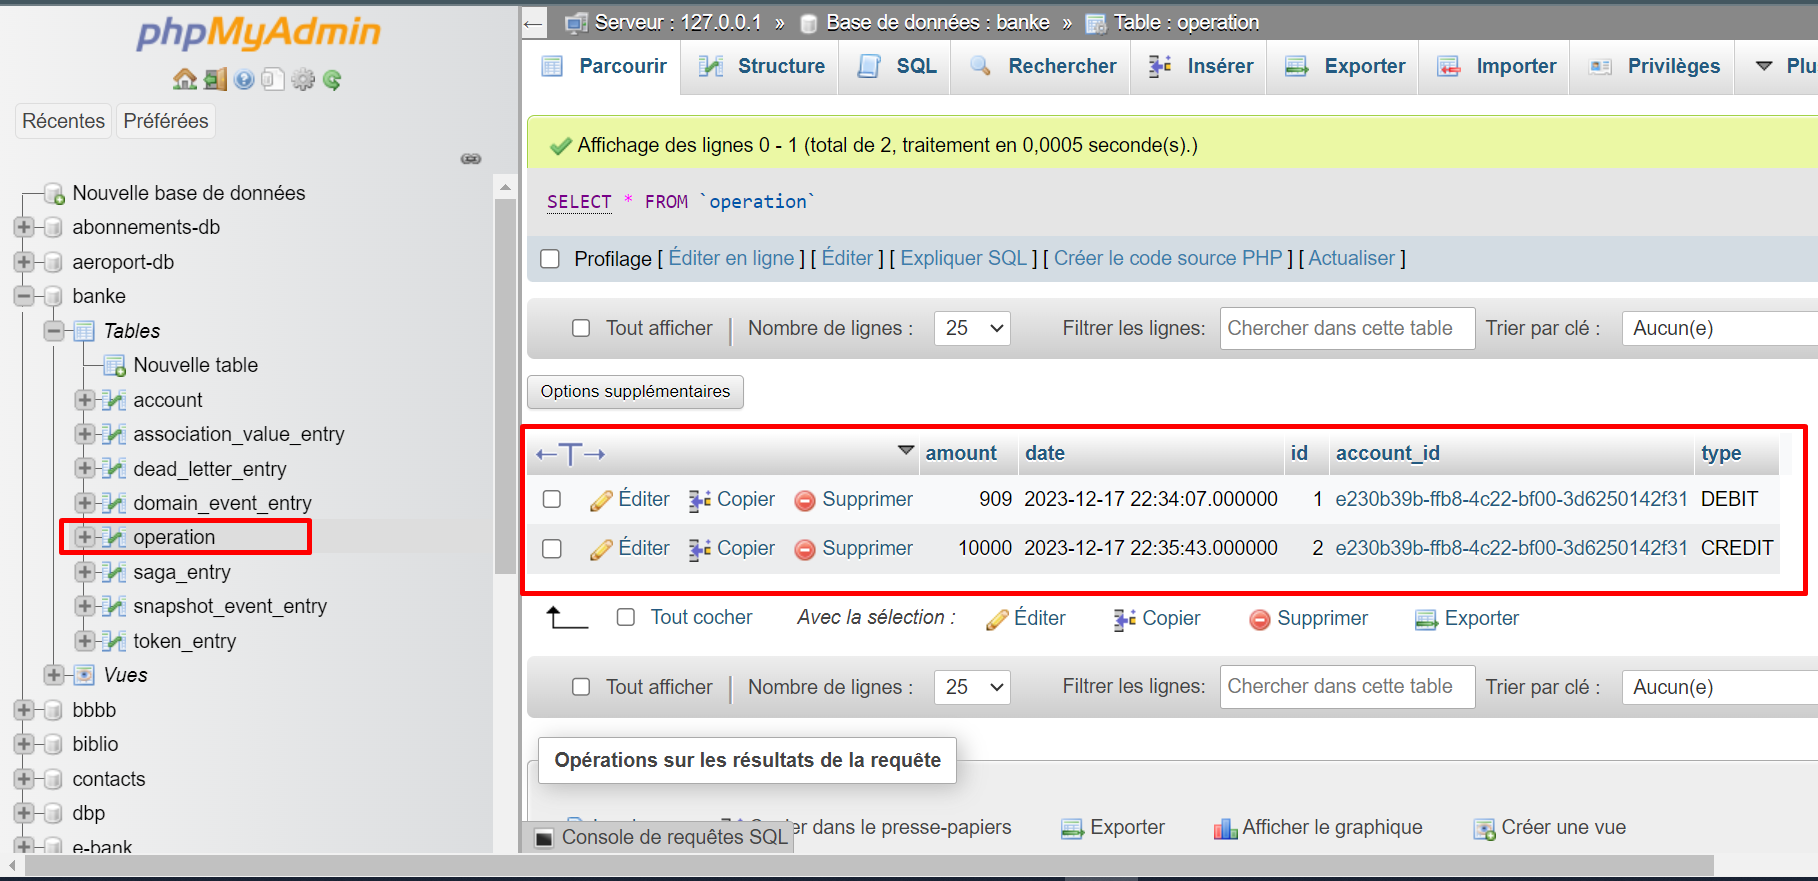 phpMyAdmin
Récentes
Préférées
Nouvelle base de données
abonnements-db
aeroport-db
banke
Tables
Nouvelle table
account
association_value_entry
dead_letter_entry
domain_event_entry
operation
saga_entry
snapshot_event_entry
token_entry
Vues
bbbb
biblio
contacts
dbp
e-bank
Serveur : 127.0.0.1 » Base de données : banke » Table : operation
Parcourir Structure SQL Rechercher Insérer Exporter Importer Privilèges Plu
Affichage des lignes 0 - 1 (total de 2, traitement en 0,0005 seconde(s).)
SELECT * FROM `operation`
Profilage [ Éditer en ligne ] [ Éditer ] [ Expliquer SQL ] [ Créer le code source PHP ] [ Actualiser ]
Tout afficher Nombre de lignes : 25 Filtrer les lignes: Chercher dans cette table Trier par clé : Aucun(e)
Options supplémentaires
amount date id account_id type
Éditer Copier Supprimer 909 2023-12-17 22:34:07.000000 1 e230b39b-ffb8-4c22-bf00-3d6250142f31 DEBIT
Éditer Copier Supprimer 10000 2023-12-17 22:35:43.000000 2 e230b39b-ffb8-4c22-bf00-3d6250142f31 CREDIT
Tout cocher Avec la sélection : Éditer Copier Supprimer Exporter
Tout afficher Nombre de lignes : 25 Filtrer les lignes: Chercher dans cette table Trier par clé : Aucun(e)
Opérations sur les résultats de la requête
er dans le presse-papiers Exporter Afficher le graphique Créer une vue
Console de requêtes SQL